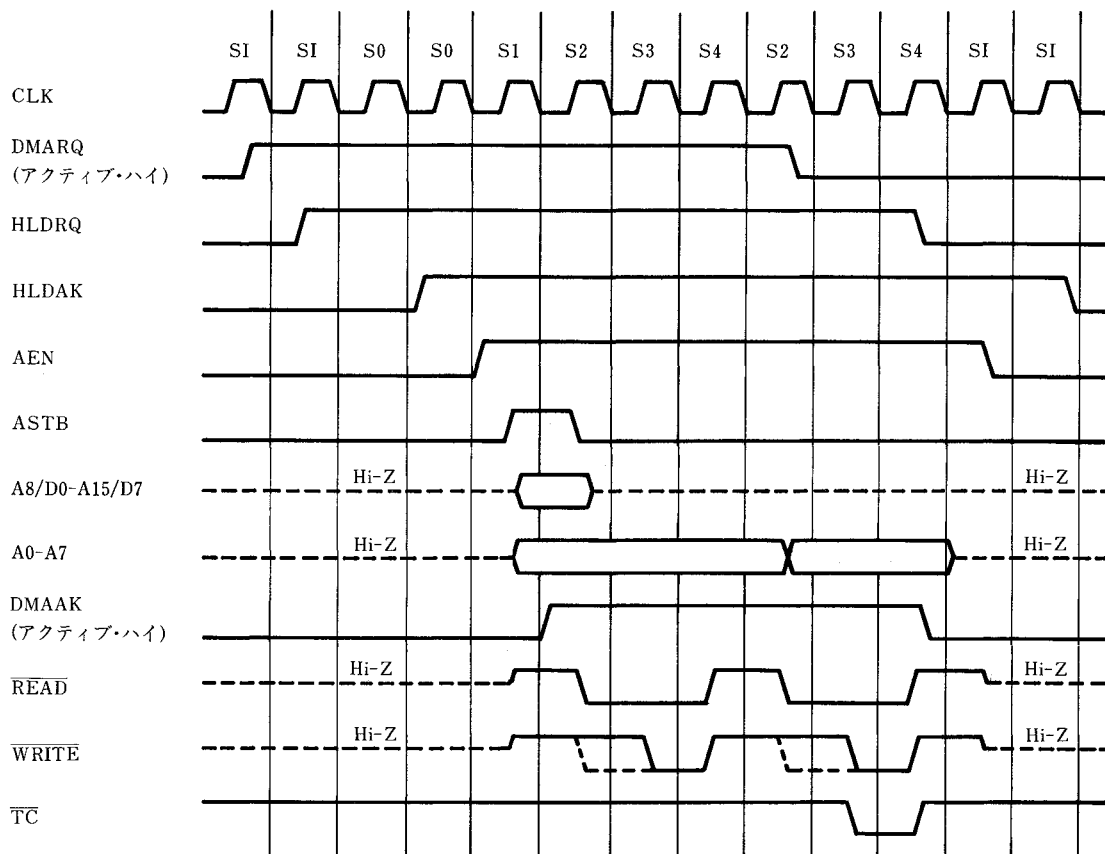 SI SI S0 S0 S1 S2 S3 S4 S2 S3 S4 SI SI
CLK
DMARQ
(アクティブ・ハイ)
HLDRQ
HLDAK
AEN
ASTB
A8/D0-A15/D7 Hi-Z Hi-Z
A0-A7 Hi-Z Hi-Z
DMAAK
(アクティブ・ハイ)
READ Hi-Z Hi-Z
WRITE Hi-Z Hi-Z
TC